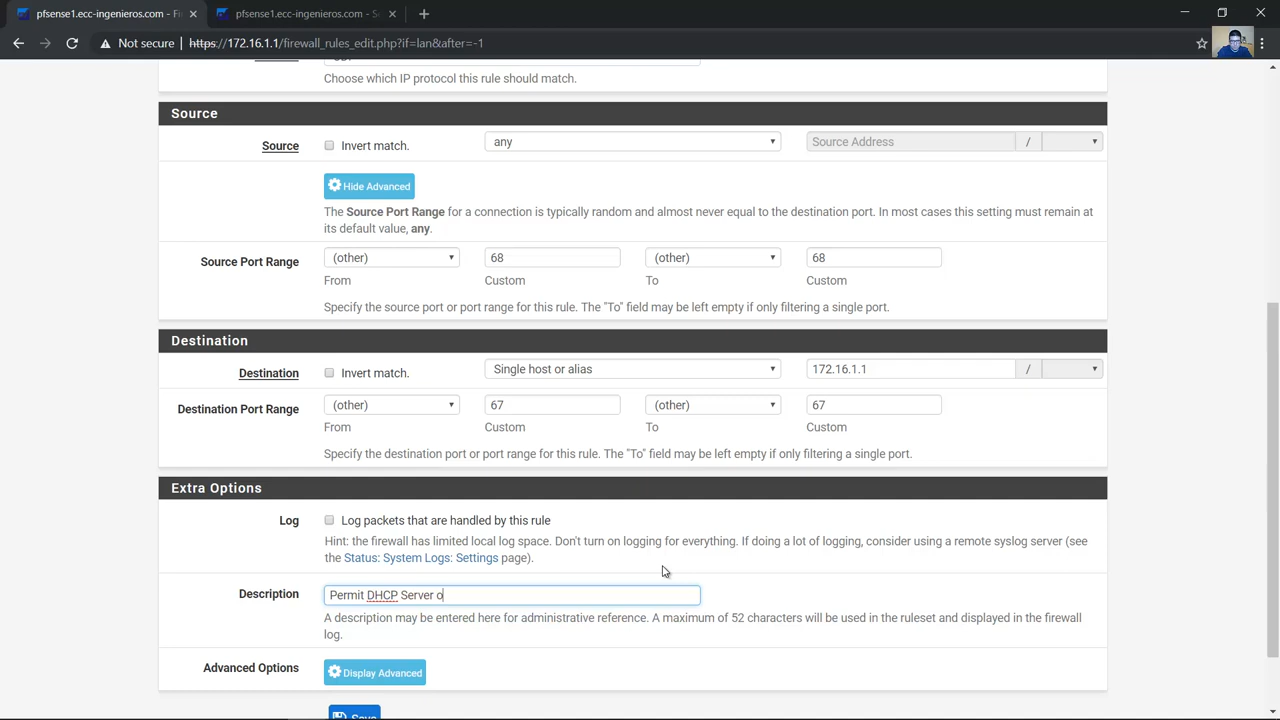 pfsense1.ecc-ingenieros.com - Fi
pfsense1.ecc-ingenieros.com - S
Not secure
https://172.16.1.1/firewall_rules_edit.php?if=lan&after=-1
Choose which IP protocol this rule should match.
Source
Source
Invert match.
any
Source Address
/
Hide Advanced
The Source Port Range for a connection is typically random and almost never equal to the destination port. In most cases this setting must remain at
its default value, any.
Source Port Range
(other)
68
(other)
68
From
Custom
To
Custom
Specify the source port or port range for this rule. The "To" field may be left empty if only filtering a single port.
Destination
Destination
Invert match.
Single host or alias
172.16.1.1
/
Destination Port Range
(other)
67
(other)
67
From
Custom
To
Custom
Specify the destination port or port range for this rule. The "To" field may be left empty if only filtering a single port.
Extra Options
Log
Log packets that are handled by this rule
Hint: the firewall has limited local log space. Don't turn on logging for everything. If doing a lot of logging, consider using a remote syslog server (see
the Status: System Logs: Settings page).
Description
Permit DHCP Server o
A description may be entered here for administrative reference. A maximum of 52 characters will be used in the ruleset and displayed in the firewall
log.
Advanced Options
Display Advanced
Save